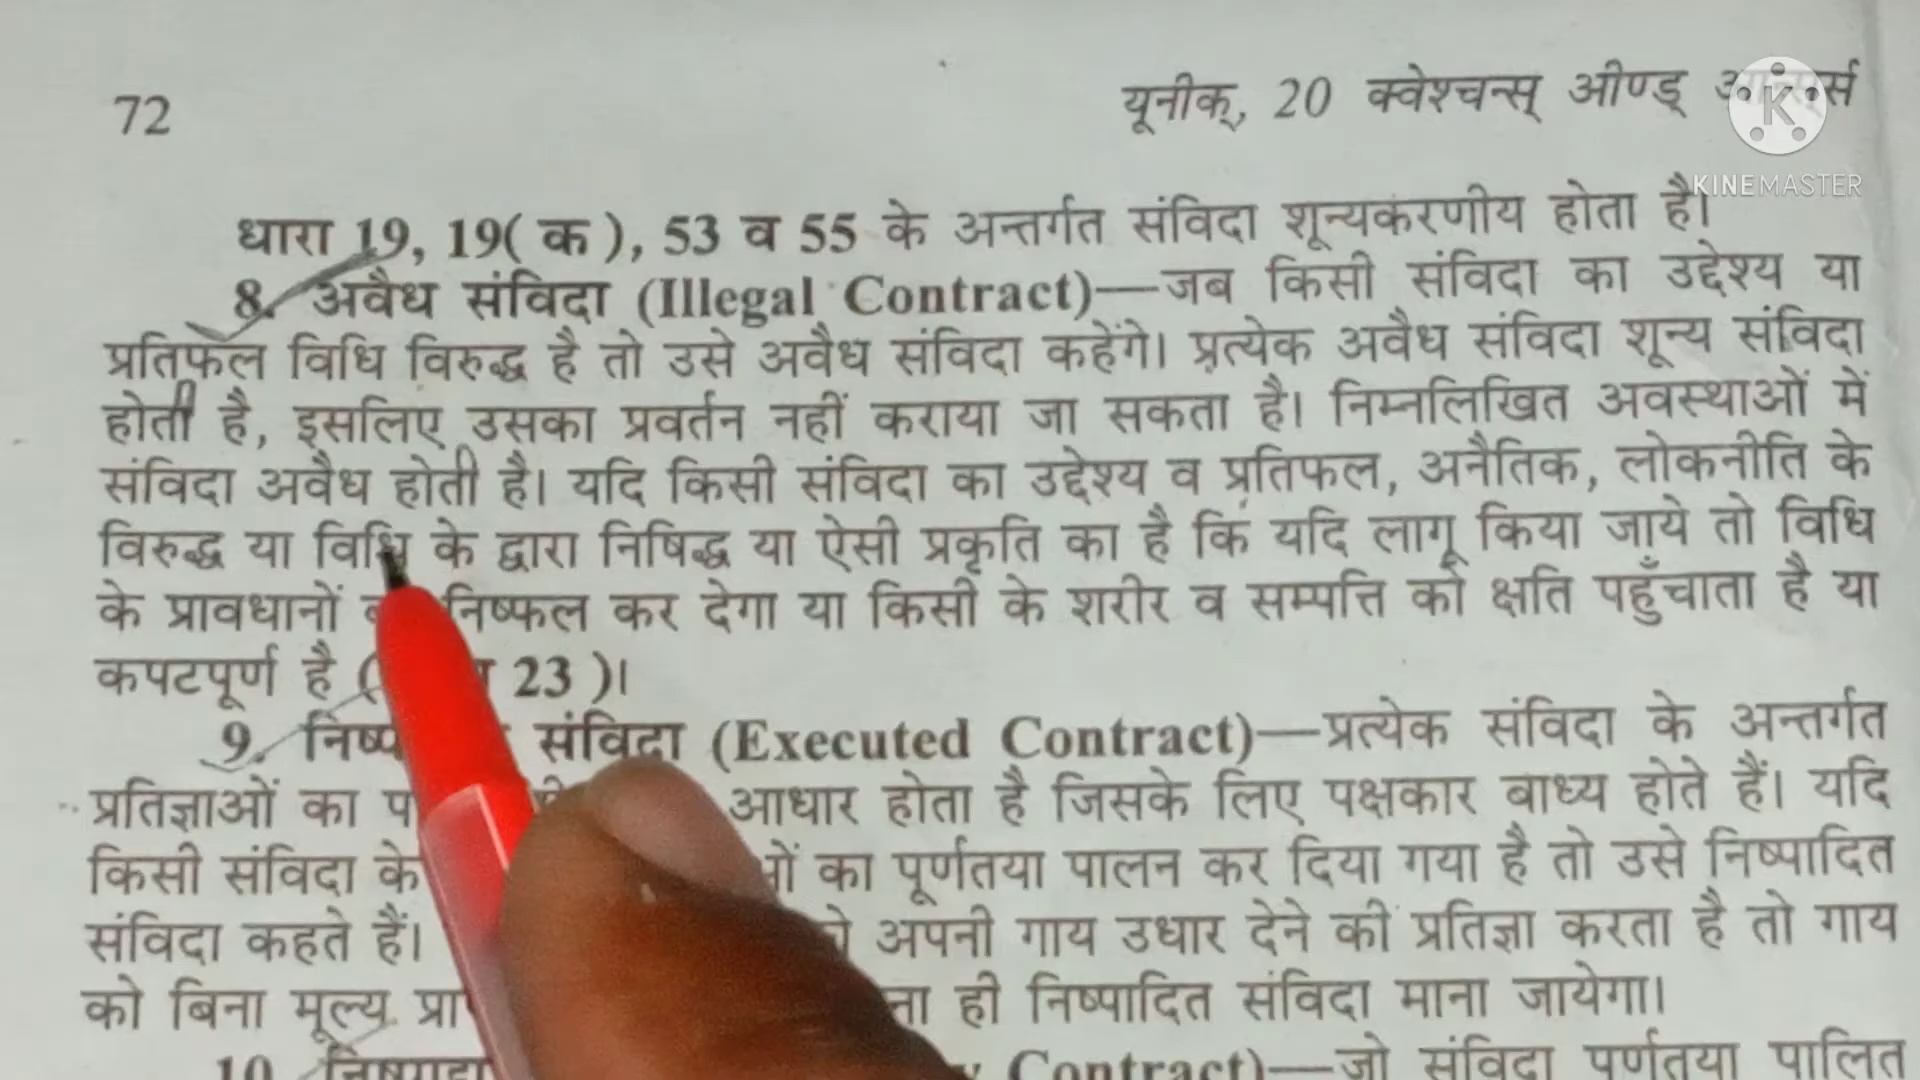 72
यूनीक्, 20 क्वेश्चन्स् औण्ड्
KINEMASTER
धारा 19, 19( क ), 53 व 55 के अन्तर्गत संविदा शून्यकरणीय होता है।
8. अवैध संविदा (Illegal Contract)—जब किसी संविदा का उद्देश्य या
प्रतिफल विधि विरुद्ध है तो उसे अवैध संविदा कहेंगे। प्रत्येक अवैध संविदा शून्य संविदा
होती है, इसलिए उसका प्रवर्तन नहीं कराया जा सकता है। निम्नलिखित अवस्थाओं में
संविदा अवैध होती है। यदि किसी संविदा का उद्देश्य व प्रतिफल, अनैतिक, लोकनीति के
विरुद्ध या विधि के द्वारा निषिद्ध या ऐसी प्रकृति का है कि यदि लागू किया जाये तो विधि
के प्रावधानों निष्फल कर देगा या किसी के शरीर व सम्पत्ति को क्षति पहुँचाता है या
कपटपूर्ण है ( 23 )।
9. संविदा (Executed Contract)—प्रत्येक संविदा के अन्तर्गत
प्रतिज्ञाओं का आधार होता है जिसके लिए पक्षकार बाध्य होते हैं। यदि
किसी संविदा के का पूर्णतया पालन कर दिया गया है तो उसे निष्पादित
संविदा कहते हैं। अपनी गाय उधार देने की प्रतिज्ञा करता है तो गाय
को बिना मूल्य ही निष्पादित संविदा माना जायेगा।
10. Contract)—जो संविदा पूर्णतया पालित